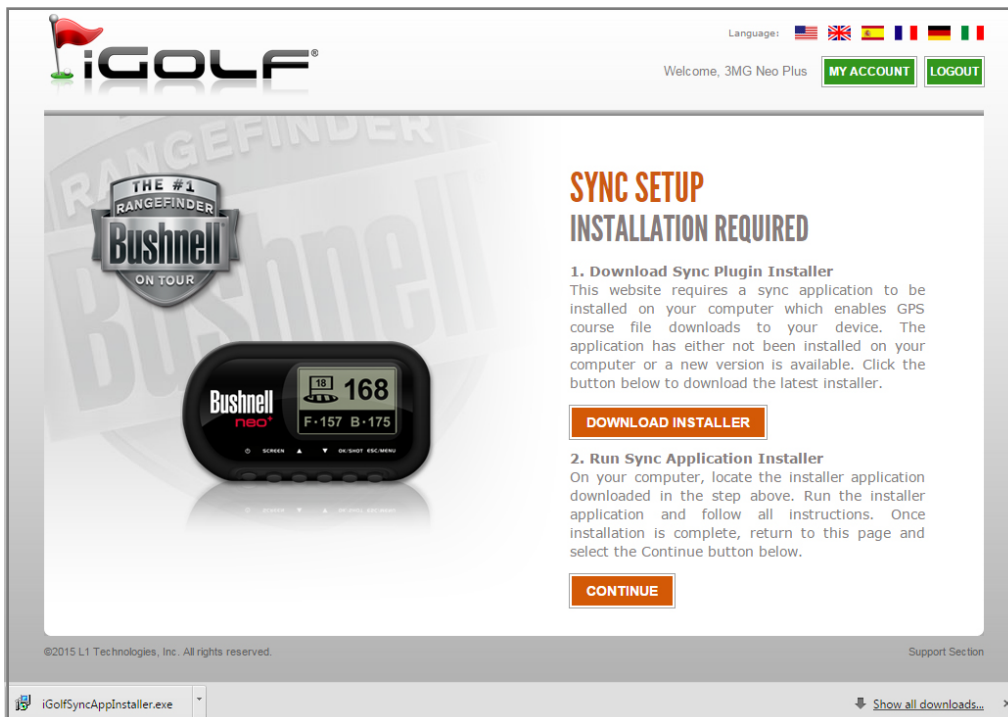 iGOLF®
Language:
Welcome, 3MG Neo Plus
MY ACCOUNT
LOGOUT
RANGEFINDER
Bushnell
THE #1
RANGEFINDER
Bushnell
ON TOUR
Bushnell
neo+
18
168
F·157 B·175
SCREEN
OK/SHOT
ESC/MENU
SYNC SETUP
INSTALLATION REQUIRED
1. Download Sync Plugin Installer
This website requires a sync application to be
installed on your computer which enables GPS
course file downloads to your device. The
application has either not been installed on your
computer or a new version is available. Click the
button below to download the latest installer.
DOWNLOAD INSTALLER
2. Run Sync Application Installer
On your computer, locate the installer application
downloaded in the step above. Run the installer
application and follow all instructions. Once
installation is complete, return to this page and
select the Continue button below.
CONTINUE
©2015 L1 Technologies, Inc. All rights reserved.
Support Section
iGolfSyncAppInstaller.exe
Show all downloads...